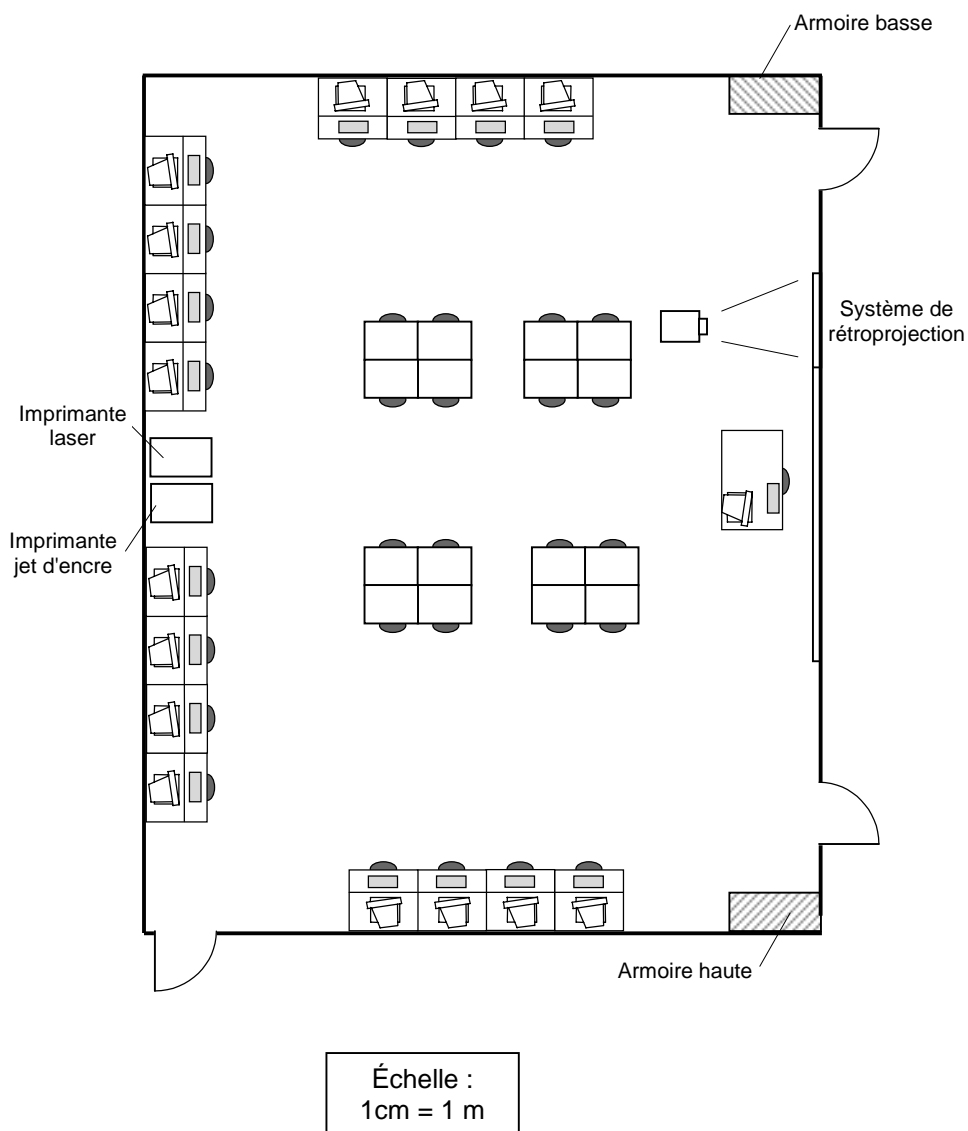 Armoire basse
Système de
rétroprojection
Imprimante
laser
Imprimante
jet d'encre
Armoire haute
Échelle :
1cm = 1 m